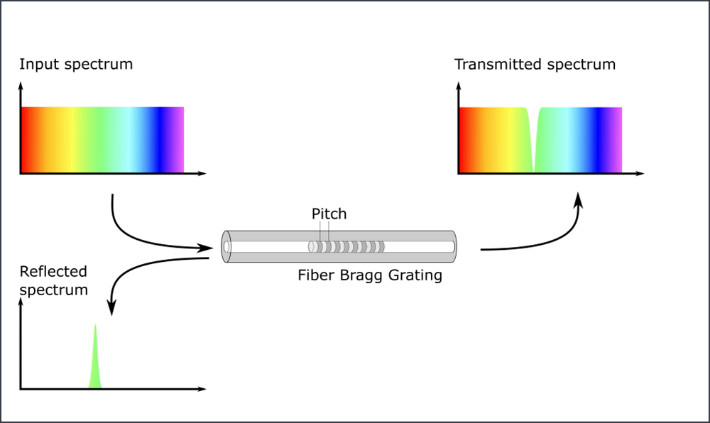 Input spectrum
Transmitted spectrum
Pitch
Fiber Bragg Grating
Reflected
spectrum